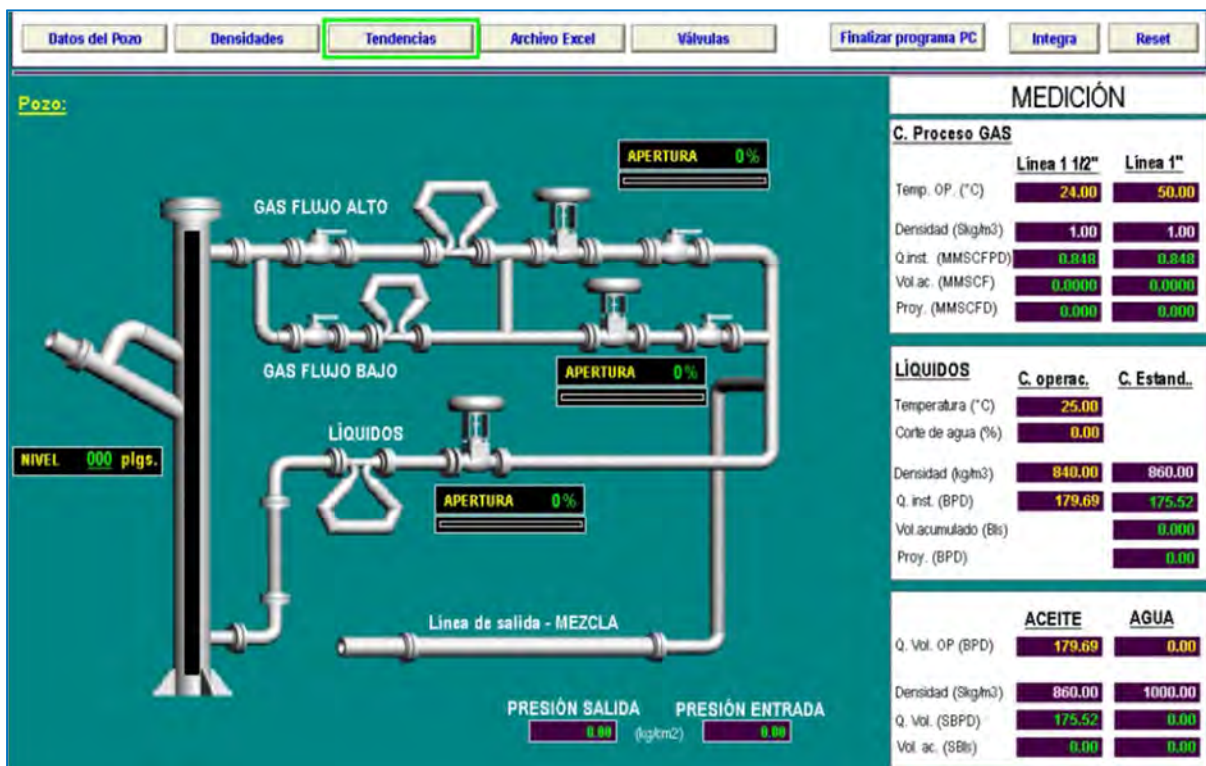 Datos del Pozo Densidades Tendencias Archivo Excel Válvulas Finalizar programa PC Integra Reset
Pozo:
APERTURA 0%
GAS FLUJO ALTO
GAS FLUJO BAJO
APERTURA 0%
LÍQUIDOS
NIVEL 000 plgs.
APERTURA 0%
Linea de salida - MEZCLA
PRESIÓN SALIDA PRESIÓN ENTRADA
0.00 (kg/cm2) 0.00
MEDICIÓN
C. Proceso GAS
Línea 1 1/2" Línea 1"
Temp. OP. (°C) 24.00 50.00
Densidad (Skg/m3) 1.00 1.00
Q.inst. (MMSCFPD) 0.848 0.848
Vol.ac. (MMSCF) 0.0000 0.0000
Proy. (MMSCFD) 0.000 0.000
LÍQUIDOS C. operac. C. Estand..
Temperatura (°C) 25.00
Corte de agua (%) 0.00
Densidad (kg/m3) 840.00 860.00
Q. inst. (BPD) 179.69 175.52
Vol.acumulado (Bls) 0.000
Proy. (BPD) 0.00
ACEITE AGUA
Q. Vol. OP (BPD) 179.69 0.00
Densidad (Skg/m3) 860.00 1000.00
Q. Vol. (SBPD) 175.52 0.00
Vol. ac. (SBls) 0.00 0.00